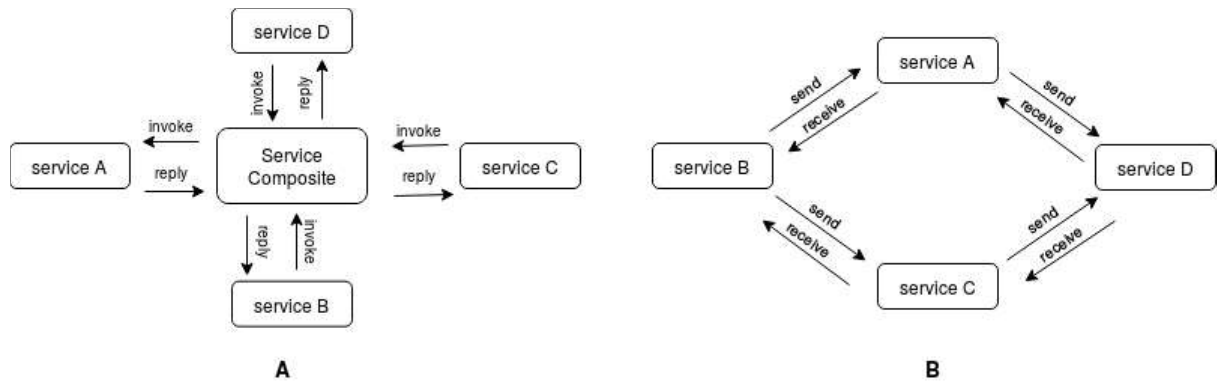 service D
invoke
reply
invoke
service A
reply
Service
Composite
invoke
service C
reply
reply
invoke
service B
A
service A
send
receive
send
receive
service B
service D
send
receive
send
receive
service C
B